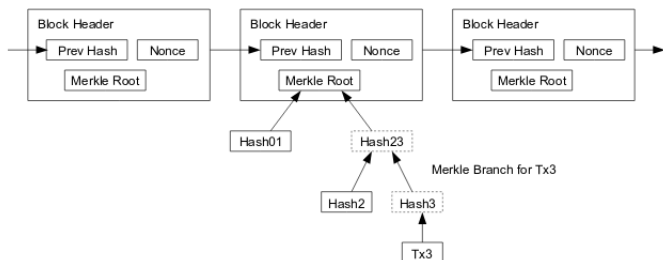 Block Header
Block Header
Block Header
Prev Hash
Nonce
Prev Hash
Nonce
Prev Hash
Nonce
Merkle Root
Merkle Root
Merkle Root
Hash01
Hash23
Merkle Branch for Tx3
Hash2
Hash3
Tx3